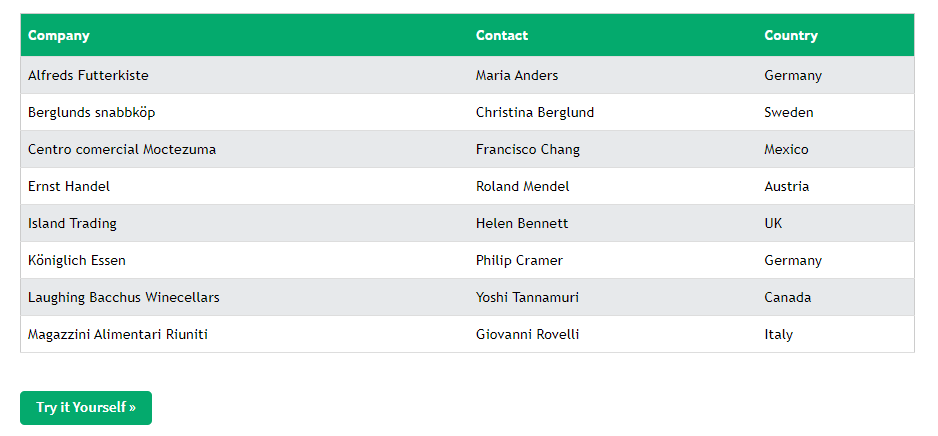 Company Contact Country
Alfreds Futterkiste Maria Anders Germany
Berglunds snabbköp Christina Berglund Sweden
Centro comercial Moctezuma Francisco Chang Mexico
Ernst Handel Roland Mendel Austria
Island Trading Helen Bennett UK
Königlich Essen Philip Cramer Germany
Laughing Bacchus Winecellars Yoshi Tannamuri Canada
Magazzini Alimentari Riuniti Giovanni Rovelli Italy
Try it Yourself »